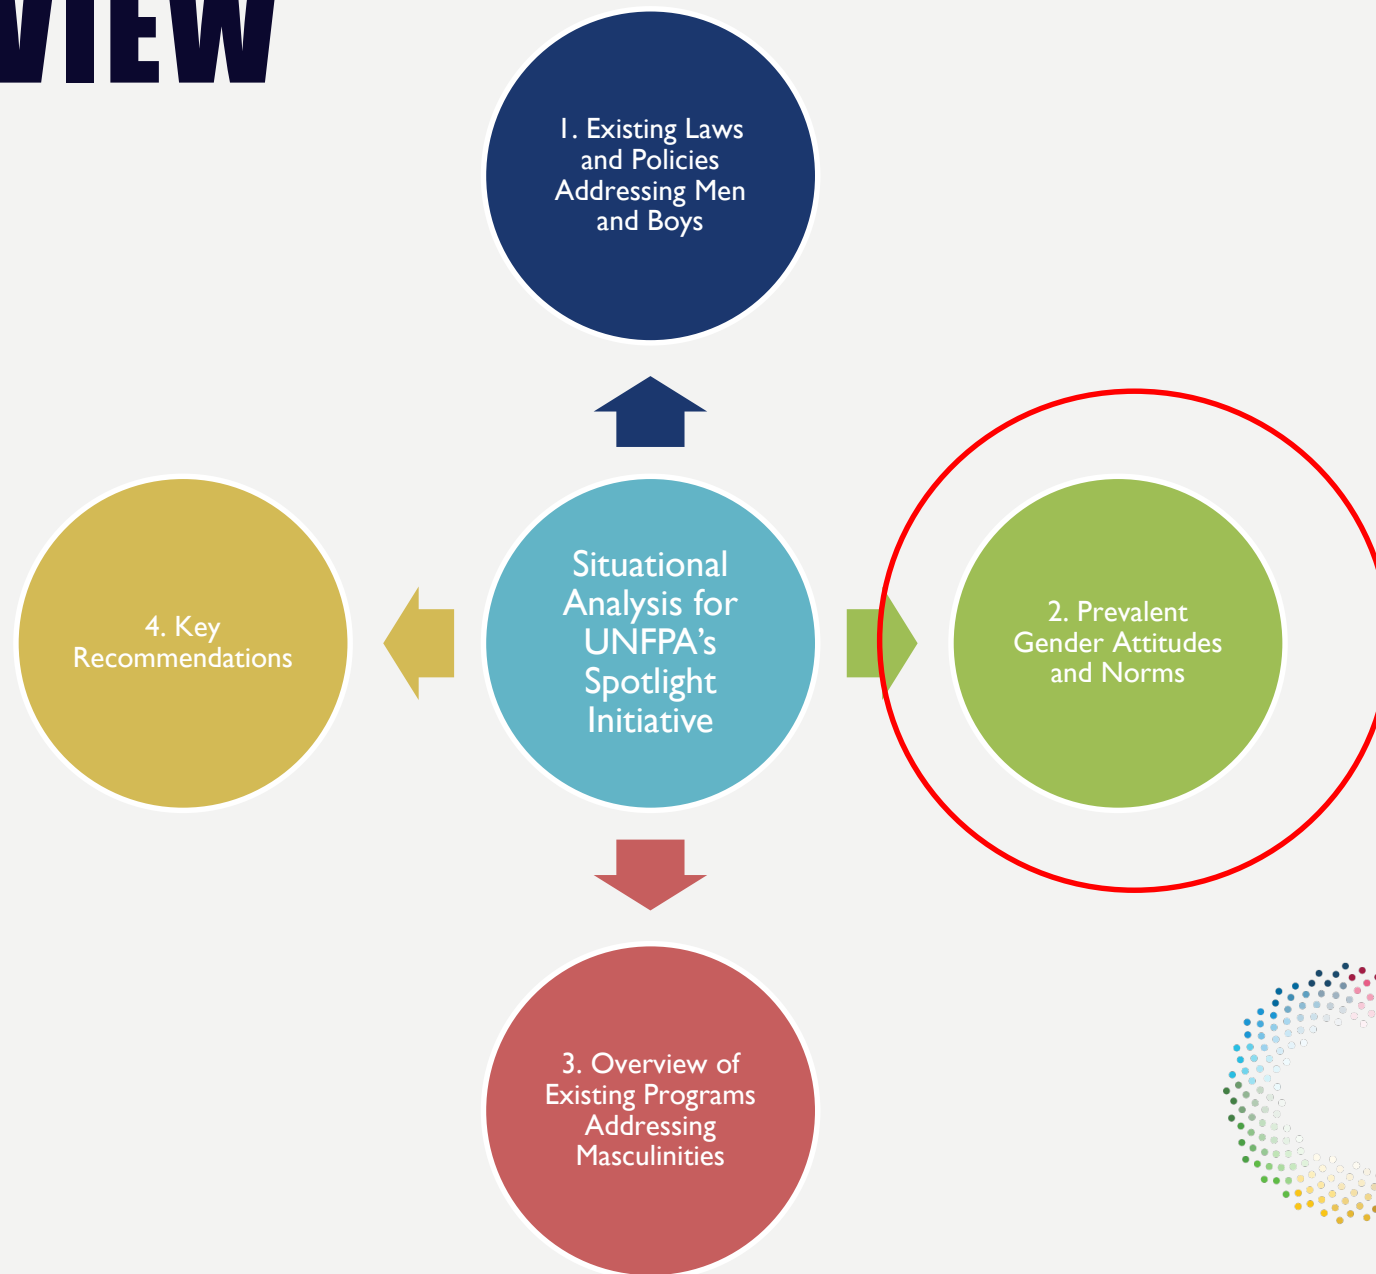 VIEW
1. Existing Laws
and Policies
Addressing Men
and Boys
Situational
Analysis for
UNFPA's
Spotlight
Initiative
2. Prevalent
Gender Attitudes
and Norms
3. Overview of
Existing Programs
Addressing
Masculinities
4. Key
Recommendations